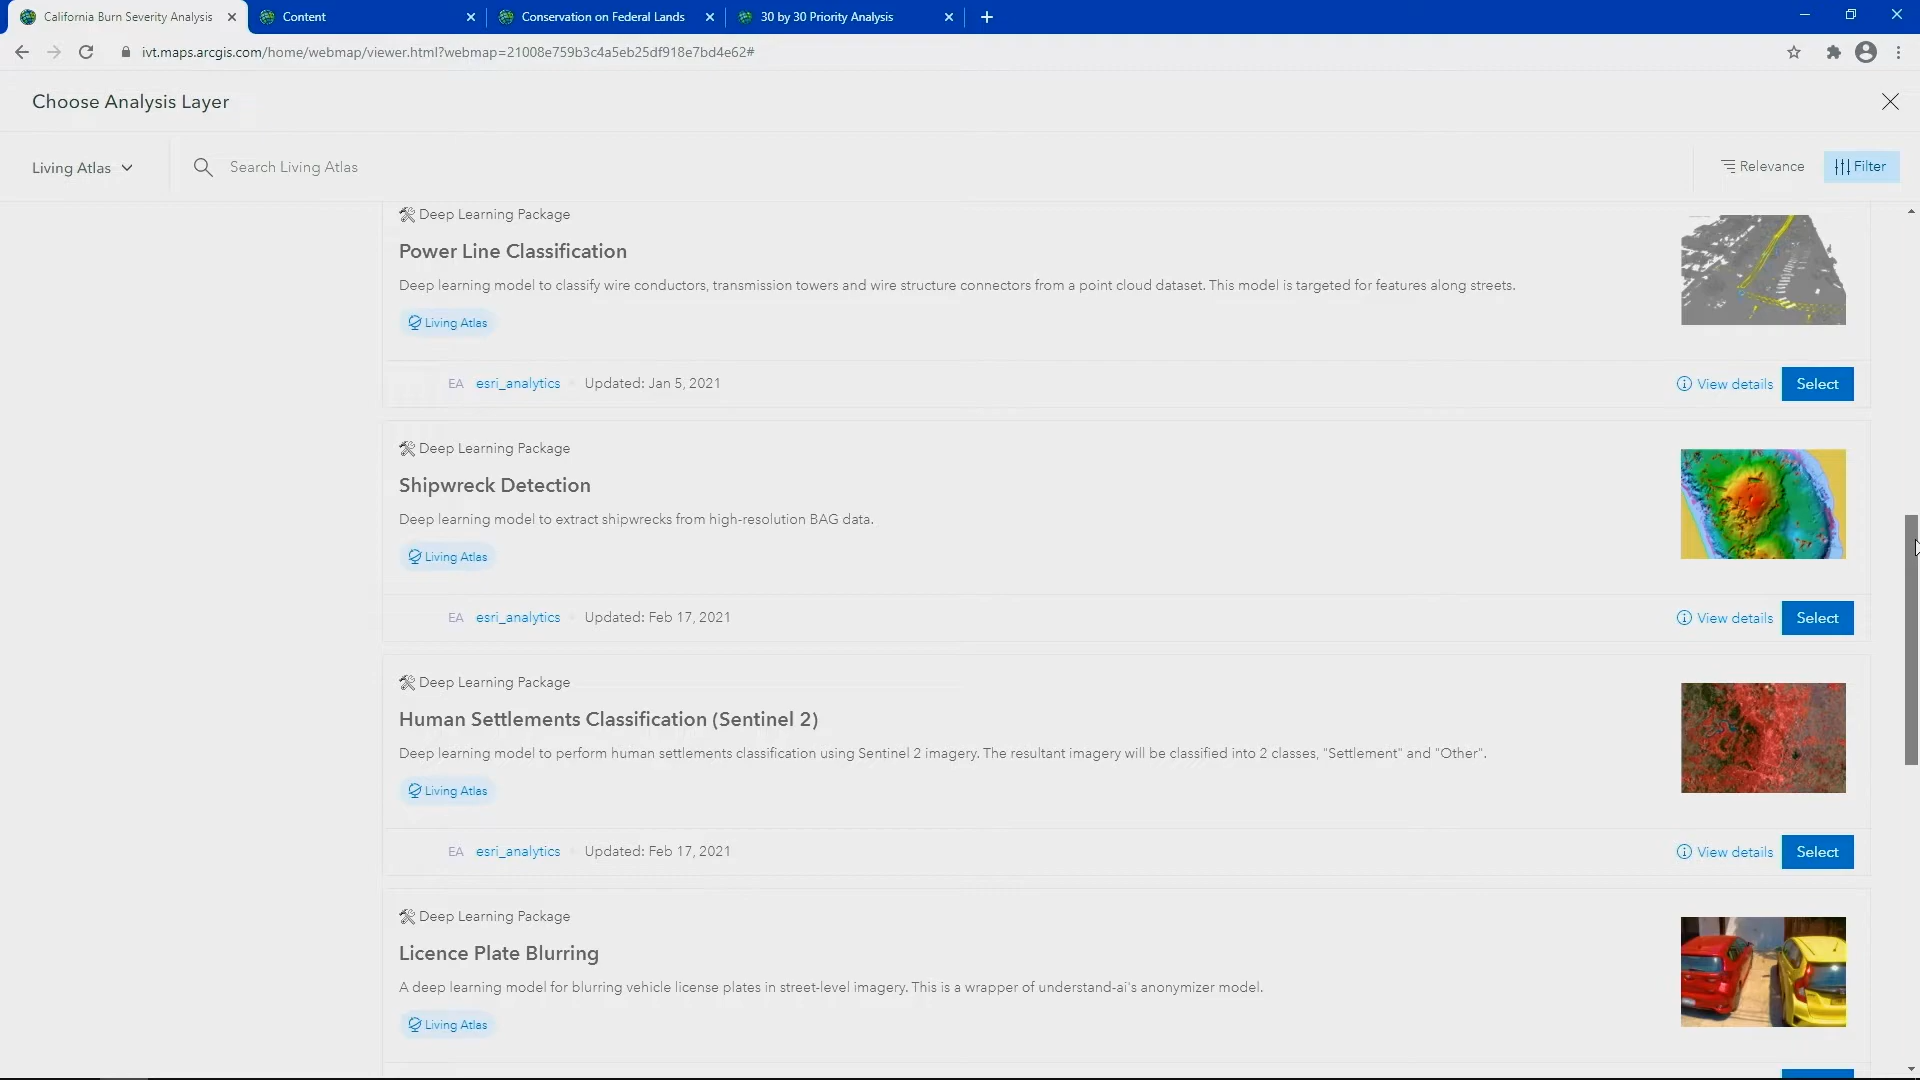 California Burn Severity Analysis
Content
Conservation on Federal Lands
30 by 30 Priority Analysis
ivt.maps.arcgis.com/home/webmap/viewer.html?webmap=21008e759b3c4a5eb25df918e7bd4e62#
Choose Analysis Layer
Living Atlas
Search Living Atlas
Relevance
Filter
Deep Learning Package
Power Line Classification
Deep learning model to classify wire conductors, transmission towers and wire structure connectors from a point cloud dataset. This model is targeted for features along streets.
Living Atlas
EA esri_analytics Updated: Jan 5, 2021
View details
Select
Deep Learning Package
Shipwreck Detection
Deep learning model to extract shipwrecks from high-resolution BAG data.
Living Atlas
EA esri_analytics Updated: Feb 17, 2021
View details
Select
Deep Learning Package
Human Settlements Classification (Sentinel 2)
Deep learning model to perform human settlements classification using Sentinel 2 imagery. The resultant imagery will be classified into 2 classes, "Settlement" and "Other".
Living Atlas
EA esri_analytics Updated: Feb 17, 2021
View details
Select
Deep Learning Package
Licence Plate Blurring
A deep learning model for blurring vehicle license plates in street-level imagery. This is a wrapper of understand-ai's anonymizer model.
Living Atlas